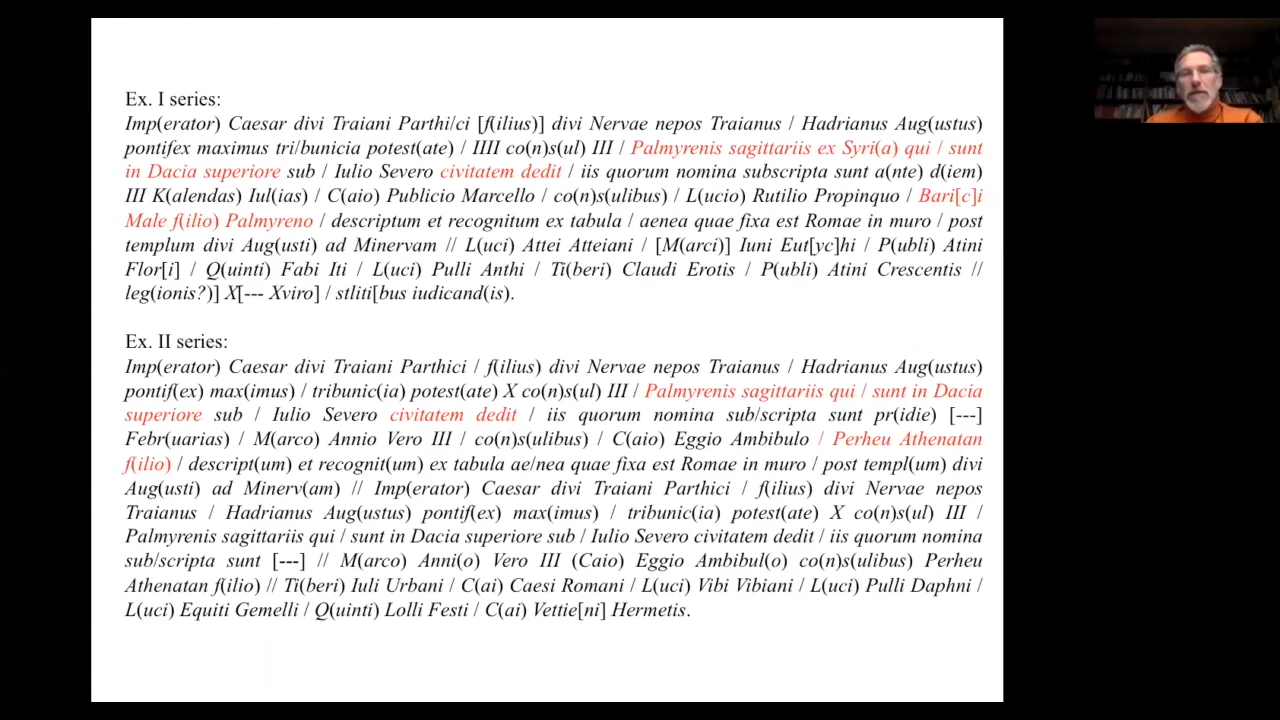 Ex. I series:
Imp(erator) Caesar divi Traiani Parthi/ci [f(ilius)] divi Nervae nepos Traianus / Hadrianus Aug(ustus)
pontifex maximus tri/bunicia potest(ate) / IIII co(n)s(ul) III / Palmyrenis sagittariis ex Syri(a) qui / sunt
in Dacia superiore sub / Iulio Severo civitatem dedit / iis quorum nomina subscripta sunt a(nte) d(iem)
III K(alendas) Iul(ias) / C(aio) Publicio Marcello / co(n)s(ulibus) / L(ucio) Rutilio Propinquo / Bari[c]i
Male f(ilio) Palmyreno / descriptum et recognitum ex tabula / aenea quae fixa est Romae in muro / post
templum divi Aug(usti) ad Minervam // L(uci) Attei Atteiani / [M(arci)] Iuni Eut[yc]hi / P(ubli) Atini
Flor[i] / Q(uinti) Fabi Iti / L(uci) Pulli Anthi / Ti(beri) Claudi Erotis / P(ubli) Atini Crescentis //
leg(ionis?)] X[--- Xviro] / stliti[bus iudicand(is).
Ex. II series:
Imp(erator) Caesar divi Traiani Parthici / f(ilius) divi Nervae nepos Traianus / Hadrianus Aug(ustus)
pontif(ex) max(imus) / tribunic(ia) potest(ate) X co(n)s(ul) III / Palmyrenis sagittariis qui / sunt in Dacia
superiore sub / Iulio Severo civitatem dedit / iis quorum nomina sub/scripta sunt pr(idie) [---]
Febr(uarias) / M(arco) Annio Vero III / co(n)s(ulibus) / C(aio) Eggio Ambibulo / Perheu Athenatan
f(ilio) / descript(um) et recognit(um) ex tabula ae/nea quae fixa est Romae in muro / post templ(um) divi
Aug(usti) ad Minerv(am) // Imp(erator) Caesar divi Traiani Parthici / f(ilius) divi Nervae nepos
Traianus / Hadrianus Aug(ustus) pontif(ex) max(imus) / tribunic(ia) potest(ate) X co(n)s(ul) III /
Palmyrenis sagittariis qui / sunt in Dacia superiore sub / Iulio Severo civitatem dedit / iis quorum nomina
sub/scripta sunt [---] // M(arco) Anni(o) Vero III (Caio) Eggio Ambibul(o) co(n)s(ulibus) Perheu
Athenatan f(ilio) // Ti(beri) Iuli Urbani / C(ai) Caesi Romani / L(uci) Vibi Vibiani / L(uci) Pulli Daphni /
L(uci) Equiti Gemelli / Q(uinti) Lolli Festi / C(ai) Vettie[ni] Hermetis.